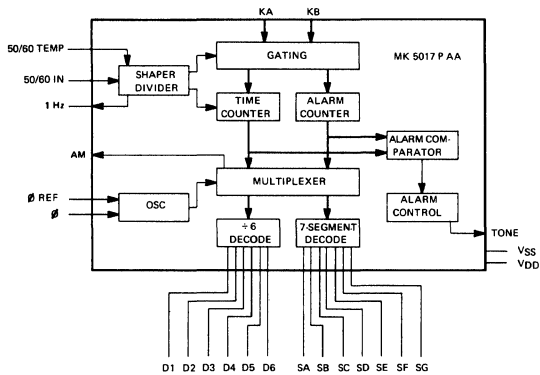 KA KB
50/60 TEMP
50/60 IN
1 Hz
SHAPER
DIVIDER
GATING
MK 5017 P AA
TIME
COUNTER
ALARM
COUNTER
ALARM COM-
PARATOR
AM
MULTIPLEXER
Ø REF
Ø
OSC
ALARM
CONTROL
÷6
DECODE
7-SEGMENT
DECODE
TONE
VSS
VDD
D1 D2 D3 D4 D5 D6 SA SB SC SD SE SF SG